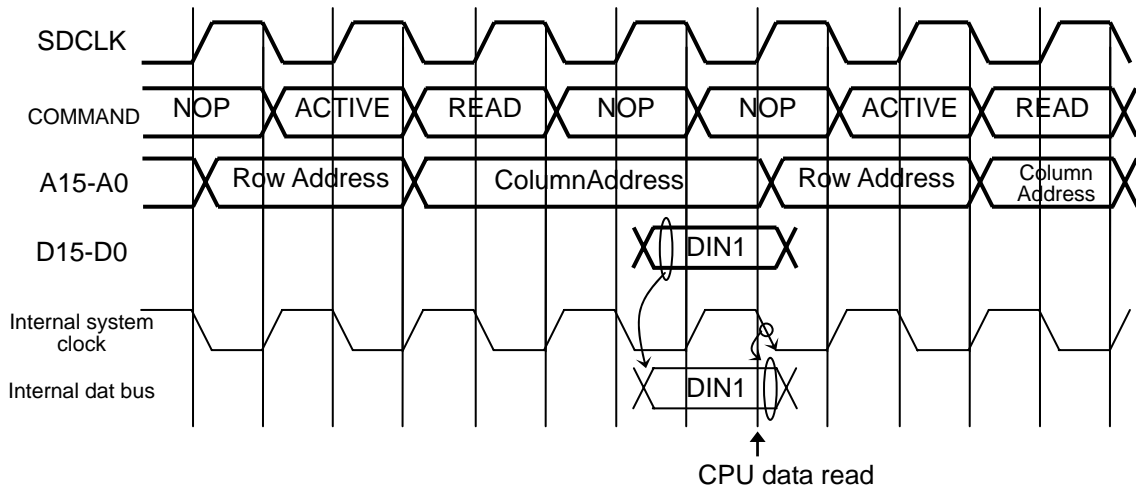 SDCLK
COMMAND NOP ACTIVE READ NOP NOP ACTIVE READ
A15-A0 Row Address ColumnAddress Row Address Column
Address
D15-D0 DIN1
Internal system
clock
Internal dat bus DIN1
CPU data read